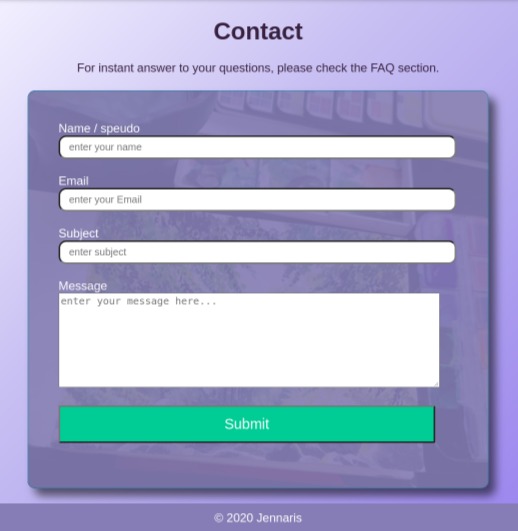 Contact
For instant answer to your questions, please check the FAQ section.
Name / speudo
enter your name
Email
enter your Email
Subject
enter subject
Message
enter your message here...
Submit
© 2020 Jennaris